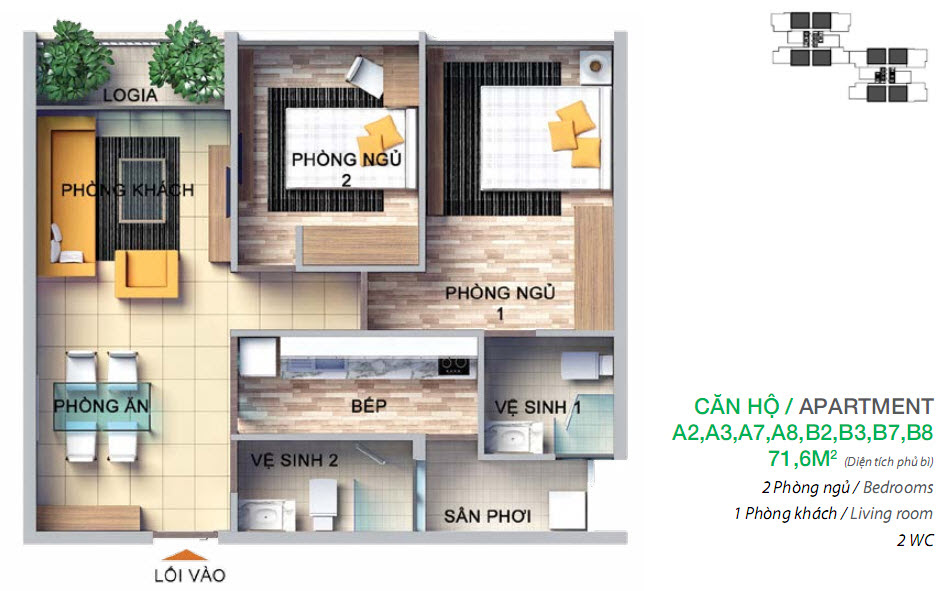 LOGIA
PHÒNG KHÁCH
PHÒNG NGỦ
2
PHÒNG NGỦ
1
PHÒNG ĂN
BẾP
VỆ SINH 1
VỆ SINH 2
SÂN PHƠI
LỐI VÀO
CĂN HỘ / APARTMENT
A2,A3,A7,A8,B2,B3,B7,B8
71,6M² (Diện tích phủ bì)
2 Phòng ngủ / Bedrooms
1 Phòng khách / Living room
2 WC